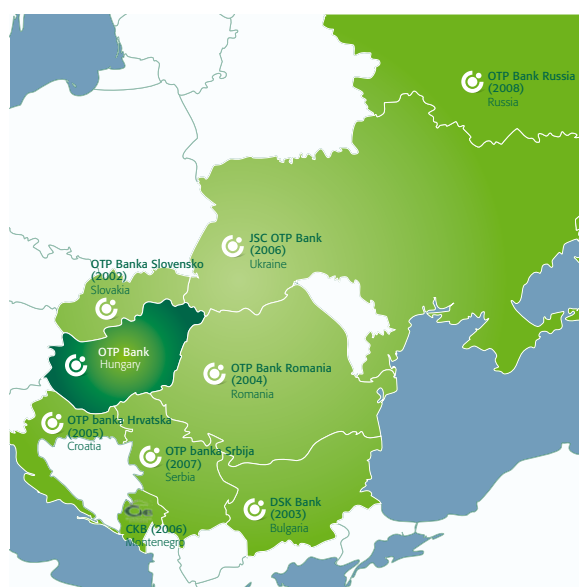 OTP Bank Russia
(2008)
Russia
JSC OTP Bank
(2006)
Ukraine
OTP Banka Slovensko
(2002)
Slovakia
OTP Bank
Hungary
OTP Bank Romania
(2004)
Romania
OTP banka Hrvatska
(2005)
Croatia
OTP banka Srbija
(2007)
Serbia
DSK Bank
(2003)
Bulgaria
CKB (2006)
Montenegro